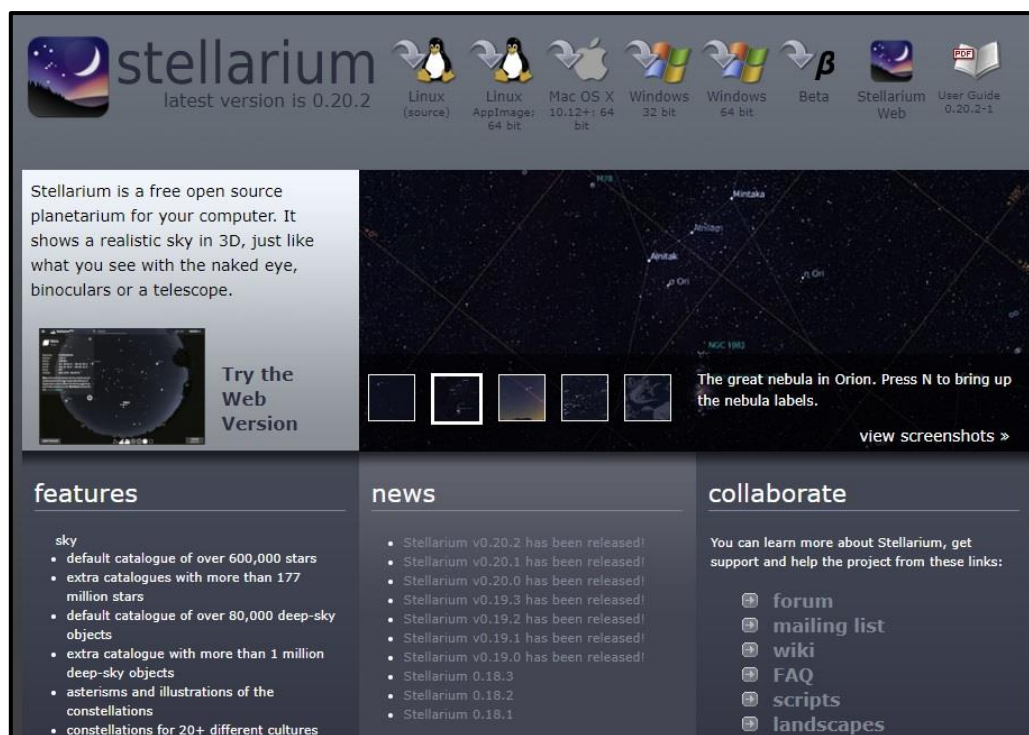 stellarium
latest version is 0.20.2
Linux
(source)
Linux
AppImage:
64 bit
Mac OS X
10.12+: 64
bit
Windows
32 bit
Windows
64 bit
β
Beta
Stellarium
Web
PDF
User Guide
0.20.2-1
Stellarium is a free open source
planetarium for your computer. It
shows a realistic sky in 3D, just like
what you see with the naked eye,
binoculars or a telescope.
Try the
Web
Version
M78
Mintaka
Alnilam
Alnitak
σ Ori
η Ori
NGC 1983
The great nebula in Orion. Press N to bring up
the nebula labels.
view screenshots »
features
sky
• default catalogue of over 600,000 stars
• extra catalogues with more than 177
million stars
• default catalogue of over 80,000 deep-sky
objects
• extra catalogue with more than 1 million
deep-sky objects
• asterisms and illustrations of the
constellations
• constellations for 20+ different cultures
news
• Stellarium v0.20.2 has been released!
• Stellarium v0.20.1 has been released!
• Stellarium v0.20.0 has been released!
• Stellarium v0.19.3 has been released!
• Stellarium v0.19.2 has been released!
• Stellarium v0.19.1 has been released!
• Stellarium v0.19.0 has been released!
• Stellarium 0.18.3
• Stellarium 0.18.2
• Stellarium 0.18.1
collaborate
You can learn more about Stellarium, get
support and help the project from these links:
forum
mailing list
wiki
FAQ
scripts
landscapes